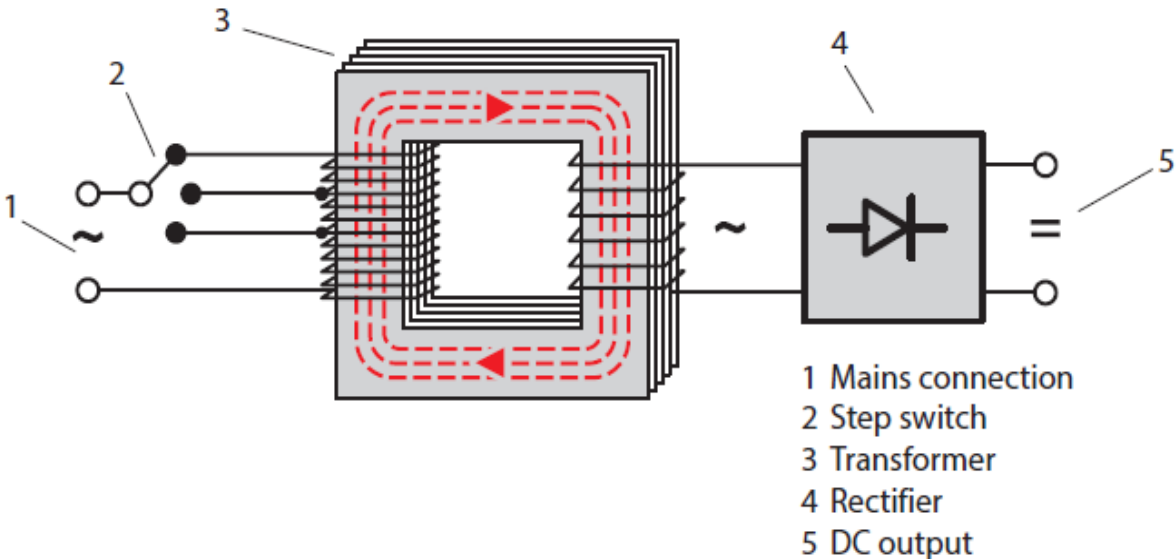 3
4
2
1
~
~
=
5
1 Mains connection
2 Step switch
3 Transformer
4 Rectifier
5 DC output